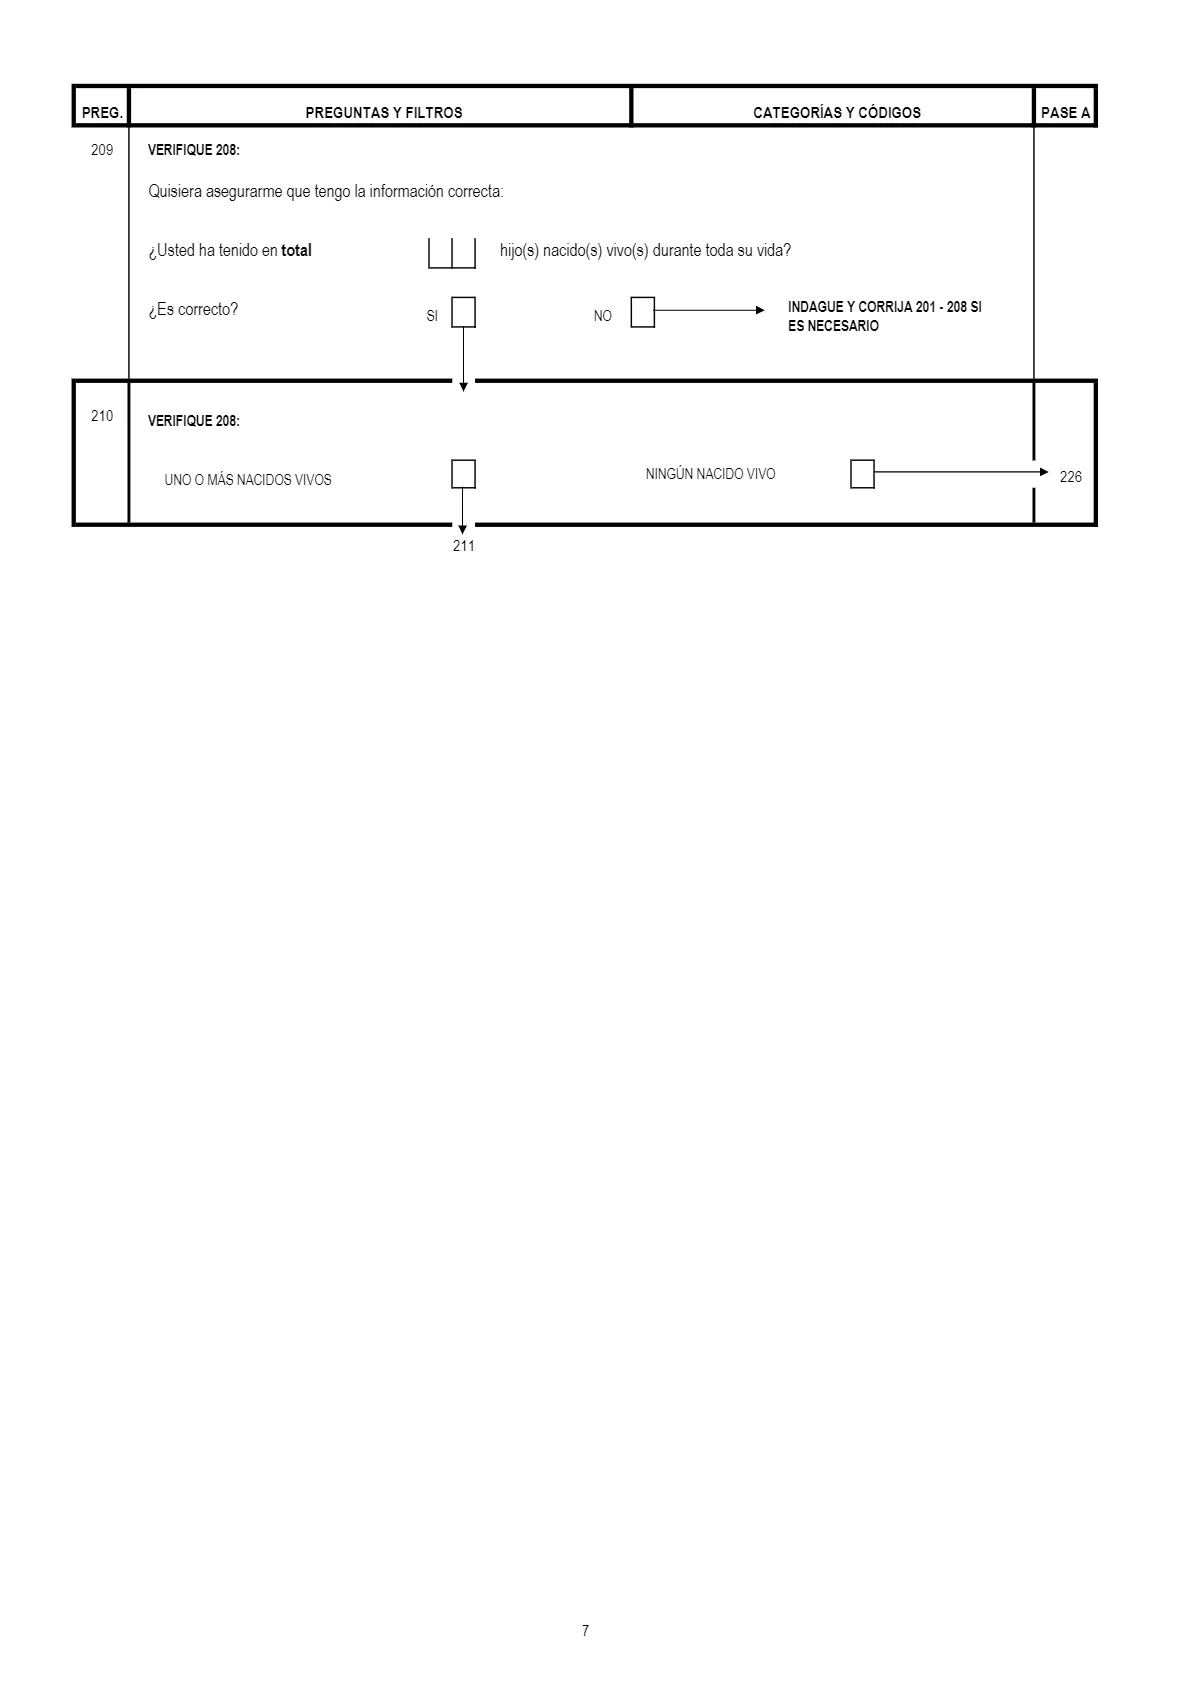 PREG. PREGUNTAS Y FILTROS CATEGORÍAS Y CÓDIGOS PASE A
209 VERIFIQUE 208:
Quisiera asegurarme que tengo la información correcta:
¿Usted ha tenido en total hijo(s) nacido(s) vivo(s) durante toda su vida?
¿Es correcto? SI NO INDAGUE Y CORRIJA 201 - 208 SI
ES NECESARIO
210 VERIFIQUE 208:
UNO O MÁS NACIDOS VIVOS NINGÚN NACIDO VIVO 226
211
7